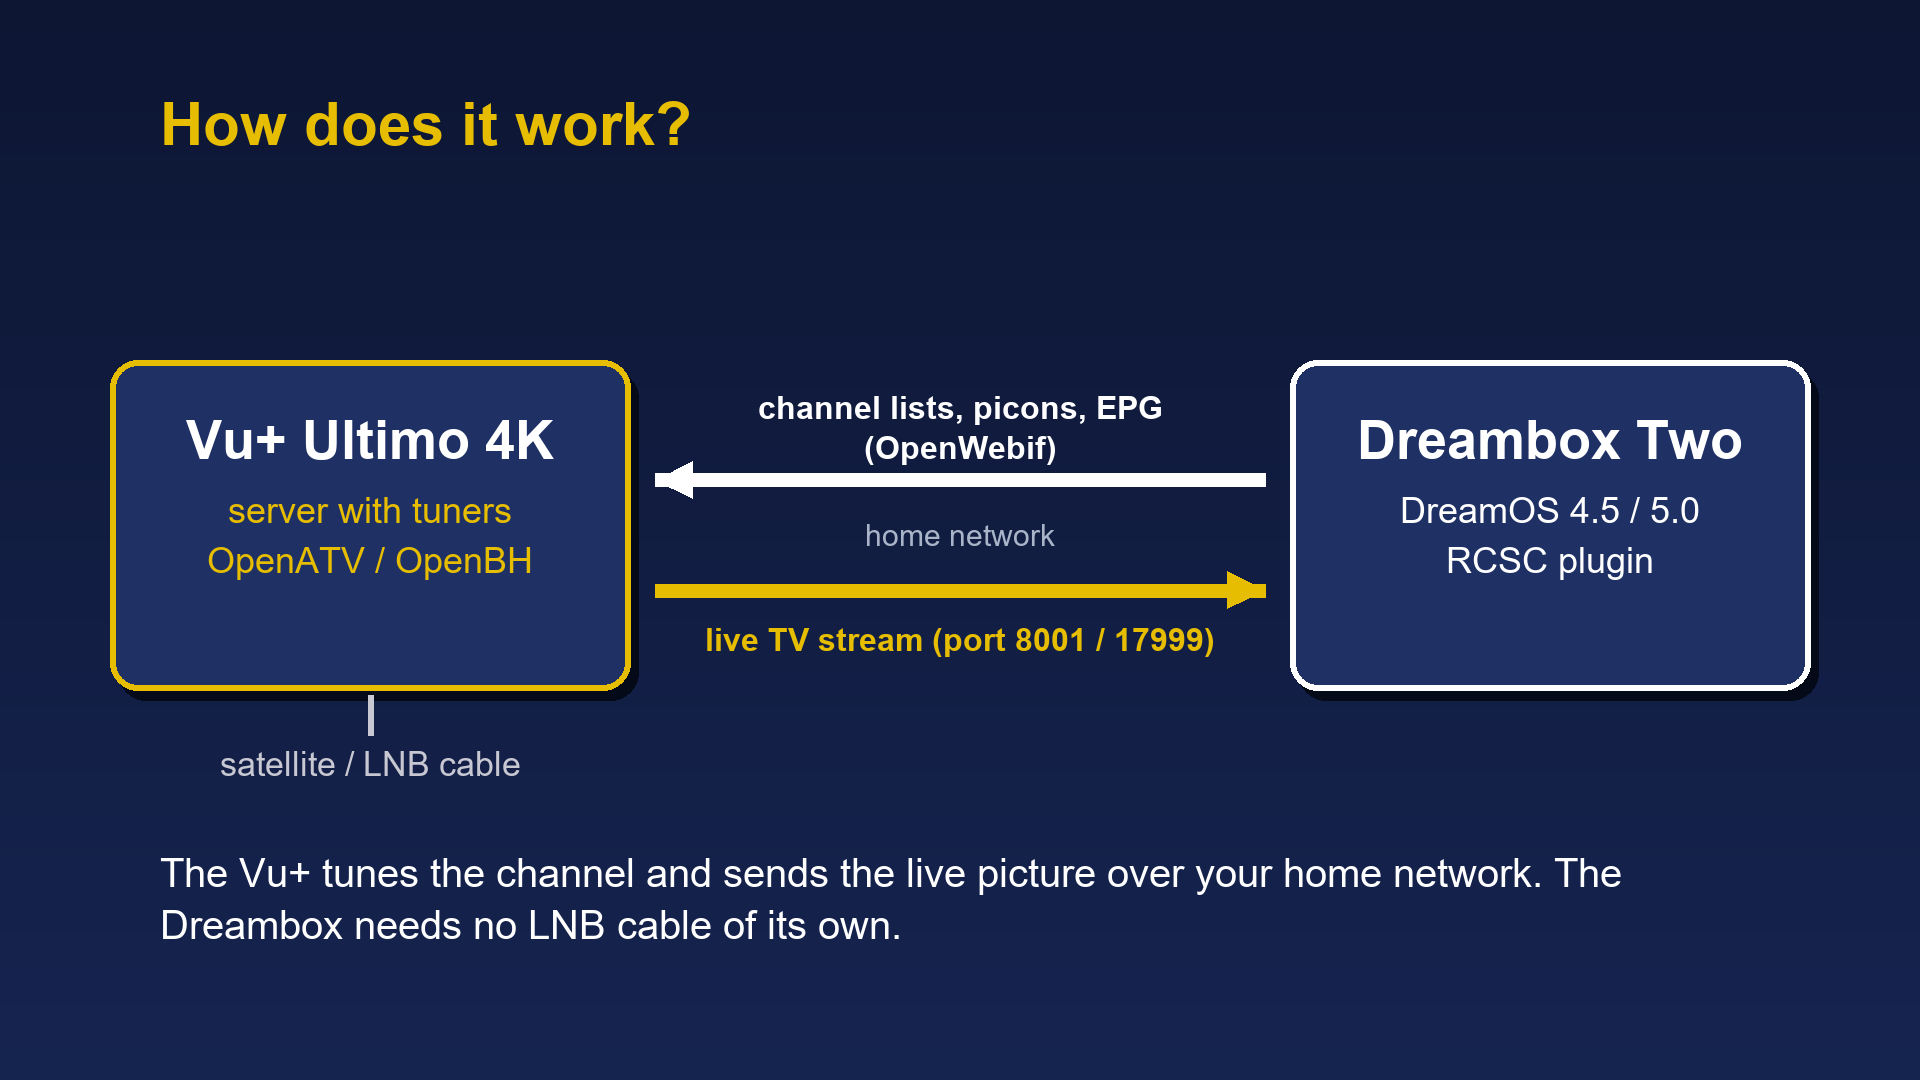 How does it work?
Vu+ Ultimo 4K
server with tuners
OpenATV / OpenBH
channel lists, picons, EPG
(OpenWebif)
home network
live TV stream (port 8001 / 17999)
Dreambox Two
DreamOS 4.5 / 5.0
RCSC plugin
satellite / LNB cable
The Vu+ tunes the channel and sends the live picture over your home network. The
Dreambox needs no LNB cable of its own.